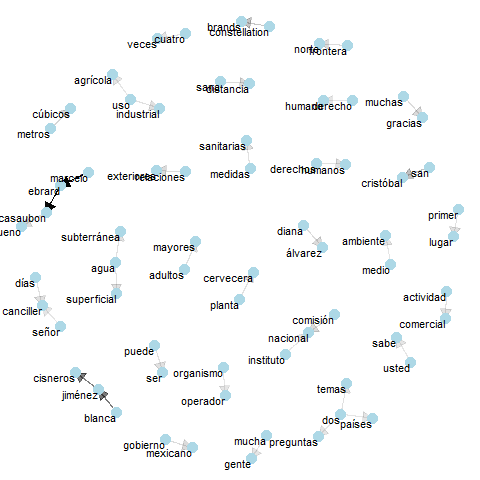 brands
constellation
veces
cuatro
norte
frontera
agrícola
uso
industrial
sana
distancia
humano
derecho
muchas
gracias
cúbicos
metros
sanitarias
medidas
marcelo
ebrard
casaubon
ueno
exteriores
relaciones
derechos
humanos
san
cristóbal
primer
lugar
subterránea
agua
superficial
mayores
adultos
diana
álvarez
ambiente
medio
cervecera
planta
días
canciller
señor
actividad
comercial
comisión
nacional
instituto
sabe
usted
puede
ser
organismo
operador
cisneros
jiménez
blanca
temas
dos
países
preguntas
mucha
gente
gobierno
mexicano